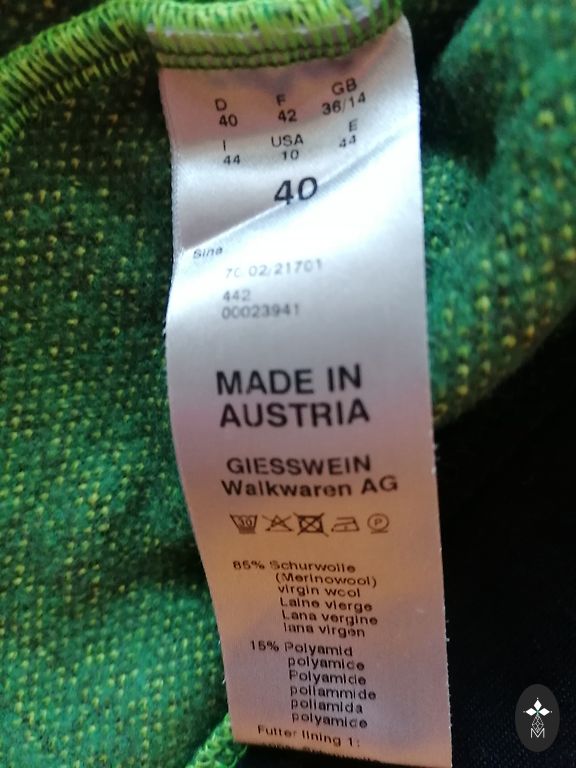 D F GB
40 42 36/14
I USA E
44 10 44
40
Sina
70 02/21701
442
00023941
MADE IN
AUSTRIA
GIESSWEIN
Walkwaren AG
30 P
85% Schurwolle
(Merinowool)
virgin wool
Laine vierge
Lana vergine
lana virgen
15% Polyamid
polyamide
Polyamide
poliammide
poliamida
polyamide
Futter lining 1:
M